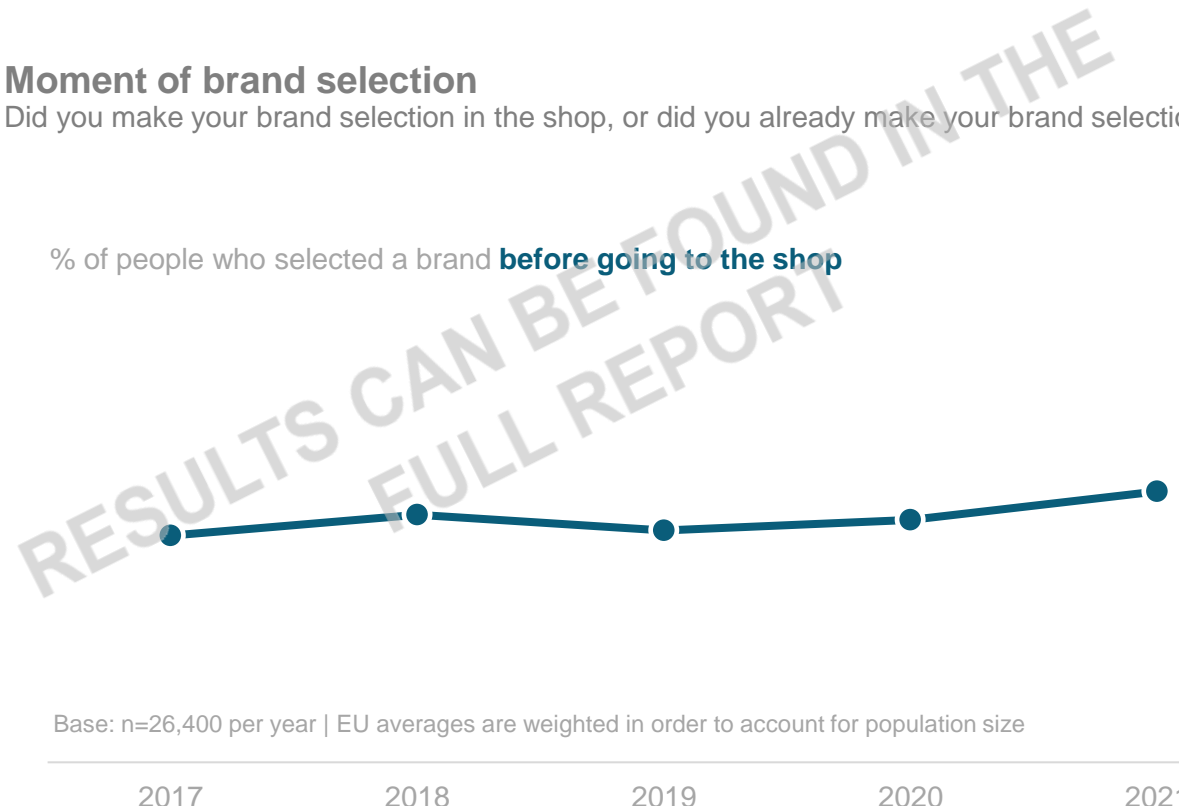 Moment of brand selection
Did you make your brand selection in the shop, or did you already make your brand selectio
% of people who selected a brand before going to the shop
RESULTS CAN BE FOUND IN THE
FULL REPORT
Base: n=26,400 per year | EU averages are weighted in order to account for population size
2017 2018 2019 2020 2021